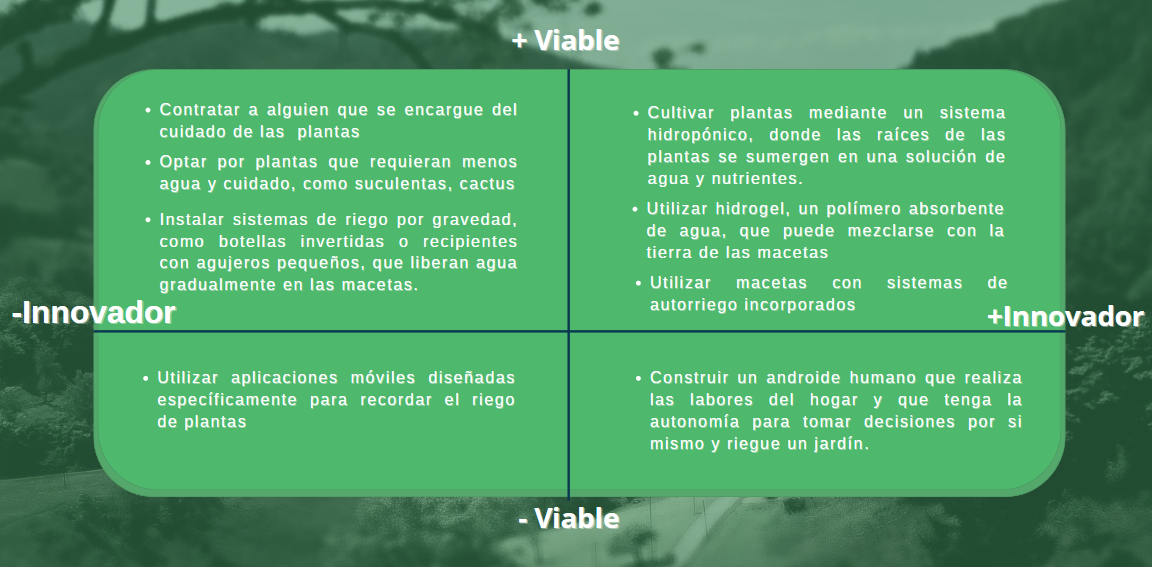 + Viable
• Contratar a alguien que se encargue del
cuidado de las plantas
• Optar por plantas que requieran menos
agua y cuidado, como suculentas, cactus
• Instalar sistemas de riego por gravedad,
como botellas invertidas o recipientes
con agujeros pequeños, que liberan agua
gradualmente en las macetas.
• Cultivar plantas mediante un sistema
hidropónico, donde las raíces de las
plantas se sumergen en una solución de
agua y nutrientes.
• Utilizar hidrogel, un polímero absorbente
de agua, que puede mezclarse con la
tierra de las macetas
• Utilizar macetas con sistemas de
autorriego incorporados
-Innovador
+Innovador
• Utilizar aplicaciones móviles diseñadas
específicamente para recordar el riego
de plantas
• Construir un androide humano que realiza
las labores del hogar y que tenga la
autonomía para tomar decisiones por si
mismo y riegue un jardín.
- Viable